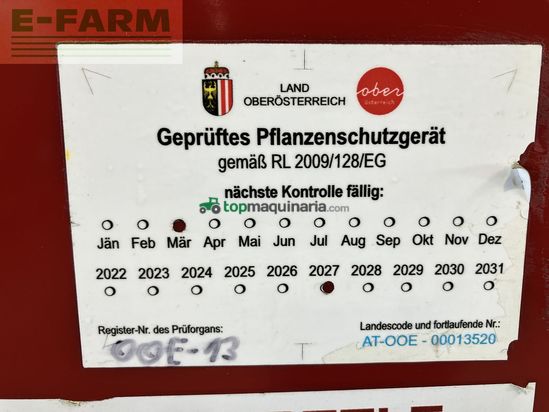 E-FARM
LAND
OBERÖSTERREICH
ober
österreich
Geprüftes Pflanzenschutzgerät
gemäß RL 2009/128/EG
nächste Kontrolle fällig:
topmaquinaria.com
Jän Feb Mär Apr Mai Jun Jul Aug Sep Okt Nov Dez
2022 2023 2024 2025 2026 2027 2028 2029 2030 2031
Register-Nr. des Prüforgans:
OOE-13
Landescode und fortlaufende Nr.:
AT-OOE - 00013520